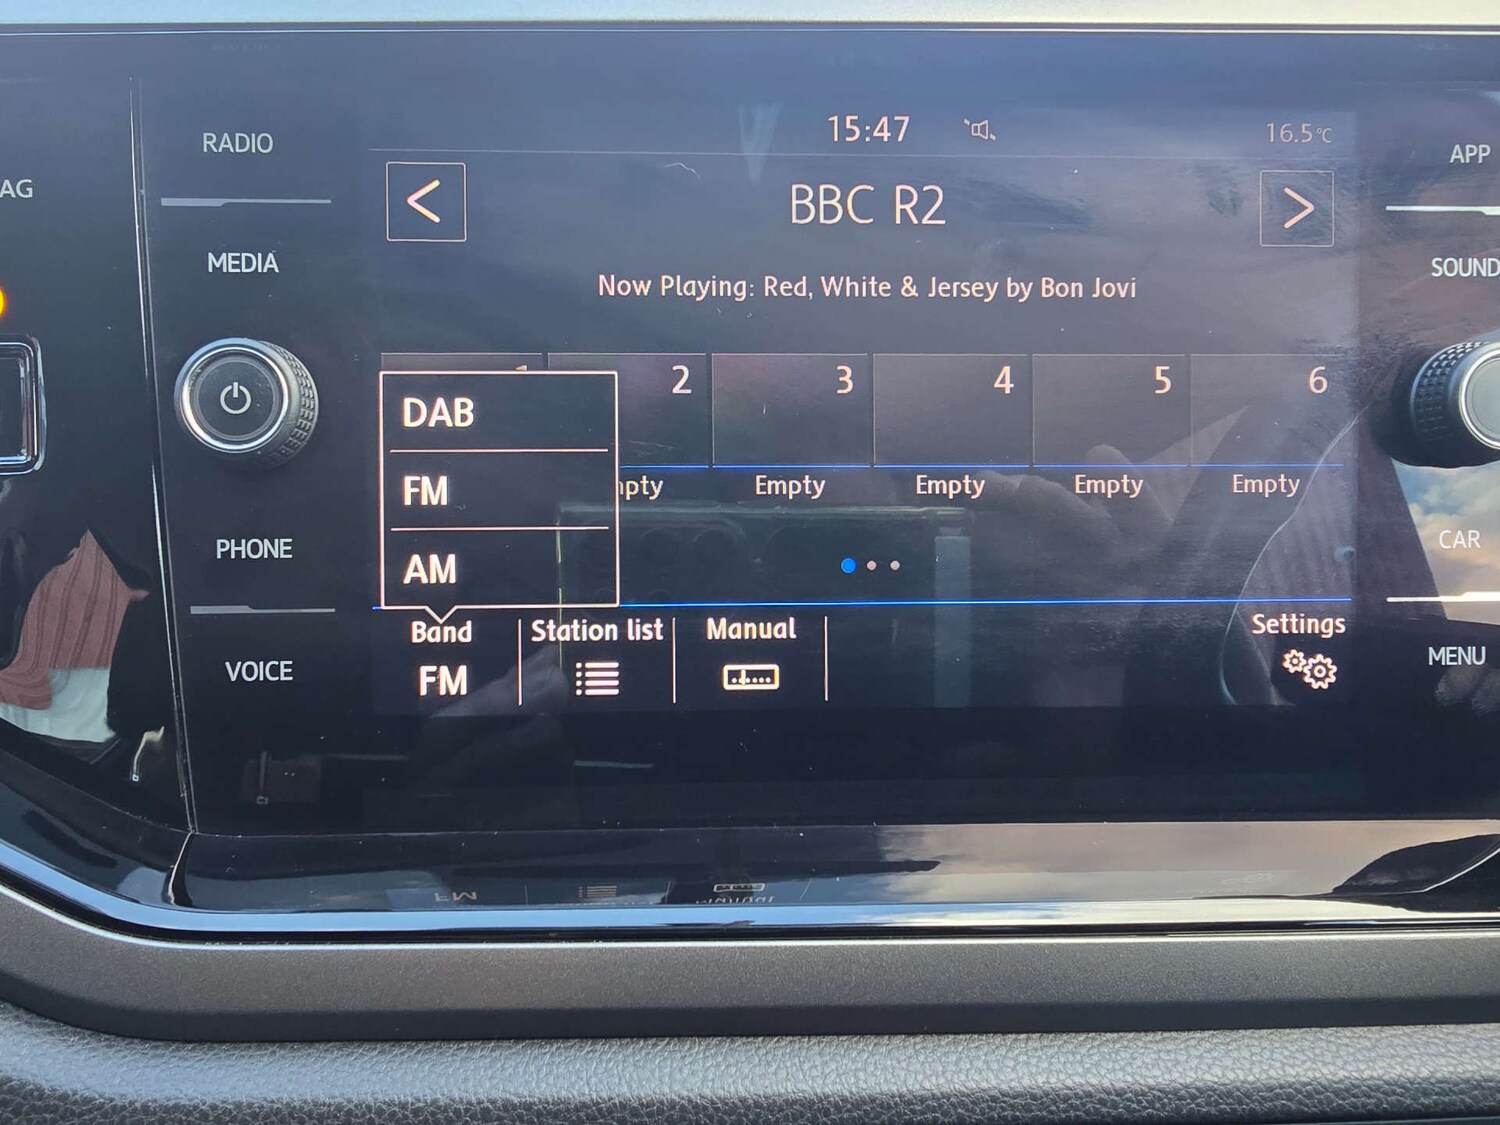 RADIO
MEDIA
PHONE
VOICE
AG
15:47
16.5°C
BBC R2
Now Playing: Red, White & Jersey by Bon Jovi
2
3
4
5
6
Empty
Empty
Empty
Empty
DAB
FM
AM
Band
FM
Station list
Manual
Settings
APP
SOUND
CAR
MENU